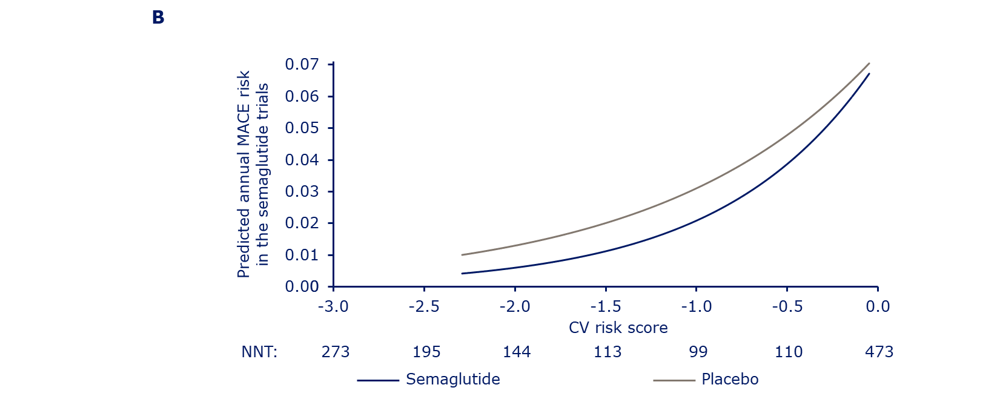 B
Predicted annual MACE risk
in the semaglutide trials
0.07
0.06
0.05
0.04
0.03
0.02
0.01
0.00
-3.0 -2.5 -2.0 -1.5 -1.0 -0.5 0.0
CV risk score
NNT: 273 195 144 113 99 110 473
Semaglutide Placebo